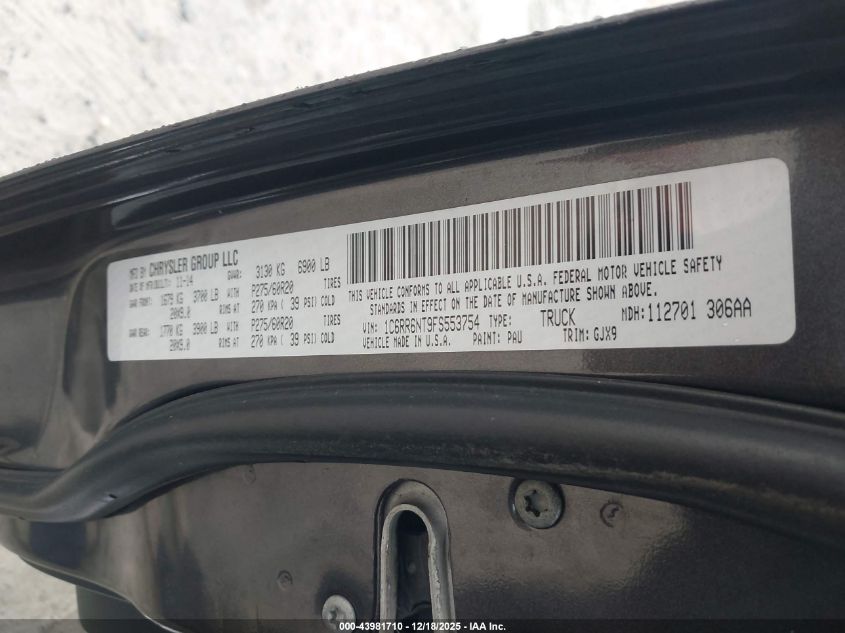 MFD BY CHRYSLER GROUP LLC
DATE OF MFR(BUILT): 11-14 GVWR: 3130 KG 6900 LB
GAWR FRONT: 1679 KG 3700 LB WITH P275/60R20 TIRES
20X9.0 RIMS AT 270 KPA ( 39 PSI) COLD
GAWR REAR: 1770 KG 3900 LB WITH P275/60R20 TIRES
20X9.0 RIMS AT 270 KPA ( 39 PSI) COLD
THIS VEHICLE CONFORMS TO ALL APPLICABLE U.S.A. FEDERAL MOTOR VEHICLE SAFETY
STANDARDS IN EFFECT ON THE DATE OF MANUFACTURE SHOWN ABOVE.
VIN: 1C6RR6NT9FS553754 TYPE: TRUCK MDH: 112701 306AA
VEHICLE MADE IN U.S.A. PAINT: PAU TRIM: GJX9
000-43981710 – 12/18/2025 – IAA Inc.